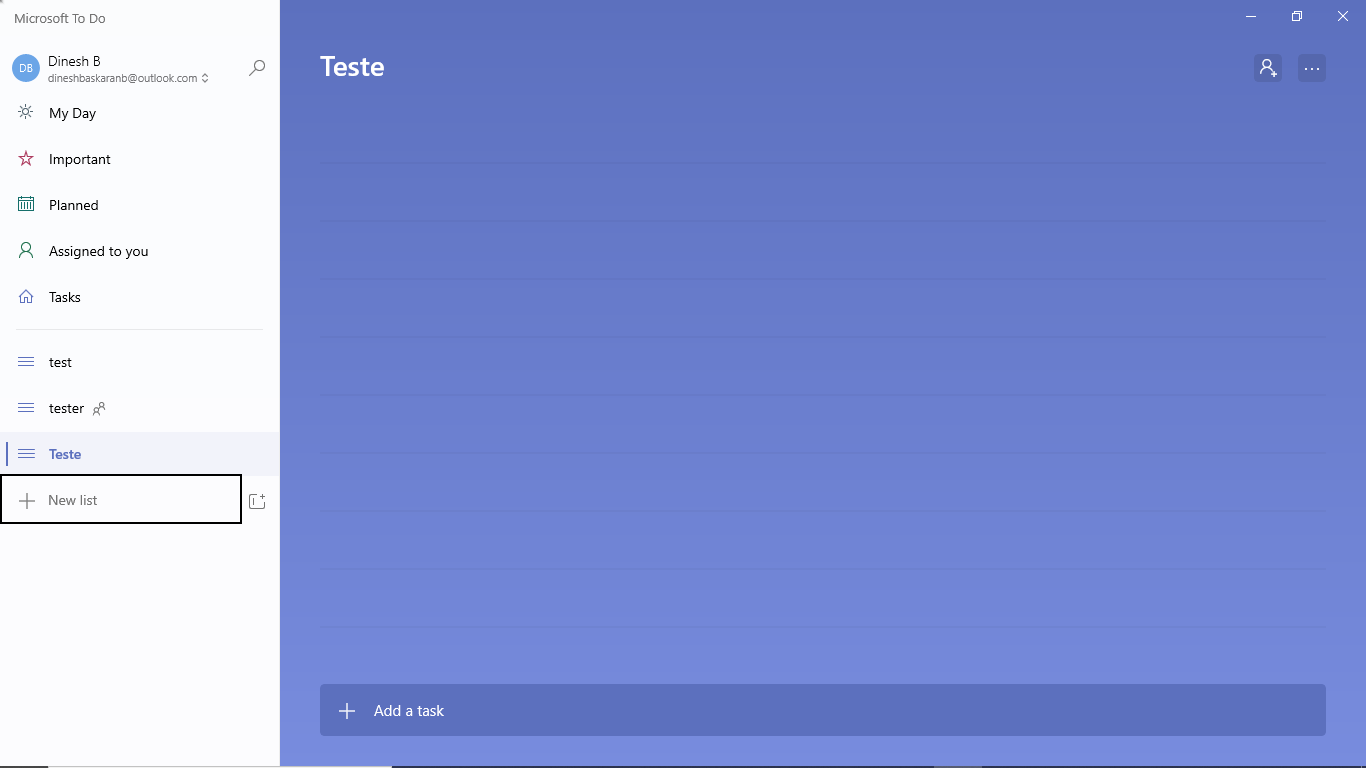 Microsoft To Do
DB
Dinesh B
dineshbaskaranb@outlook.com
My Day
Important
Planned
Assigned to you
Tasks
test
tester
Teste
New list
Teste
Add a task